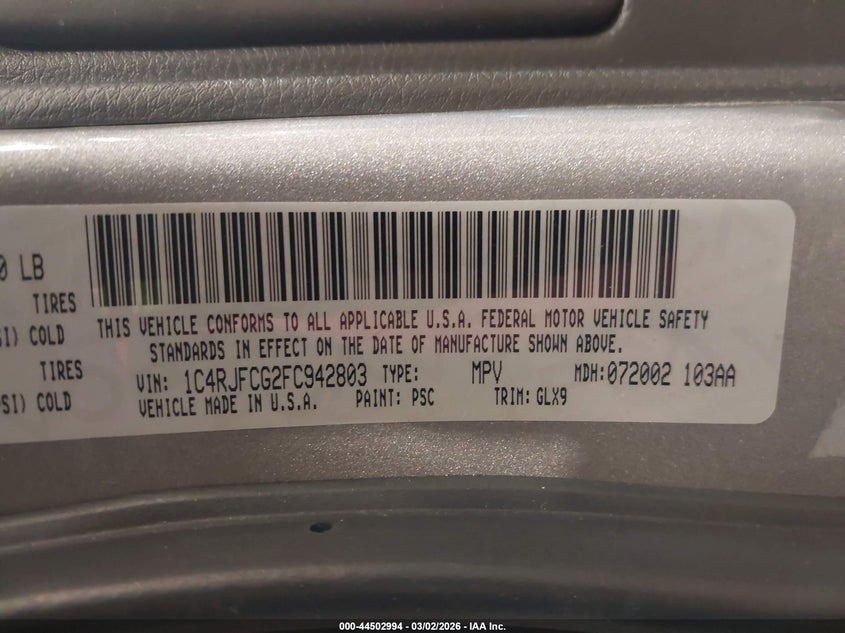 0 LB
TIRES
SI) COLD
TIRES
PSI) COLD
THIS VEHICLE CONFORMS TO ALL APPLICABLE U.S.A. FEDERAL MOTOR VEHICLE SAFETY
STANDARDS IN EFFECT ON THE DATE OF MANUFACTURE SHOWN ABOVE.
VIN: 1C4RJFCG2FC942803 TYPE: MPV MDH:072002 103AA
VEHICLE MADE IN U.S.A. PAINT: PSC TRIM: GLX9
000-44502994 - 03/02/2026 - IAA Inc.